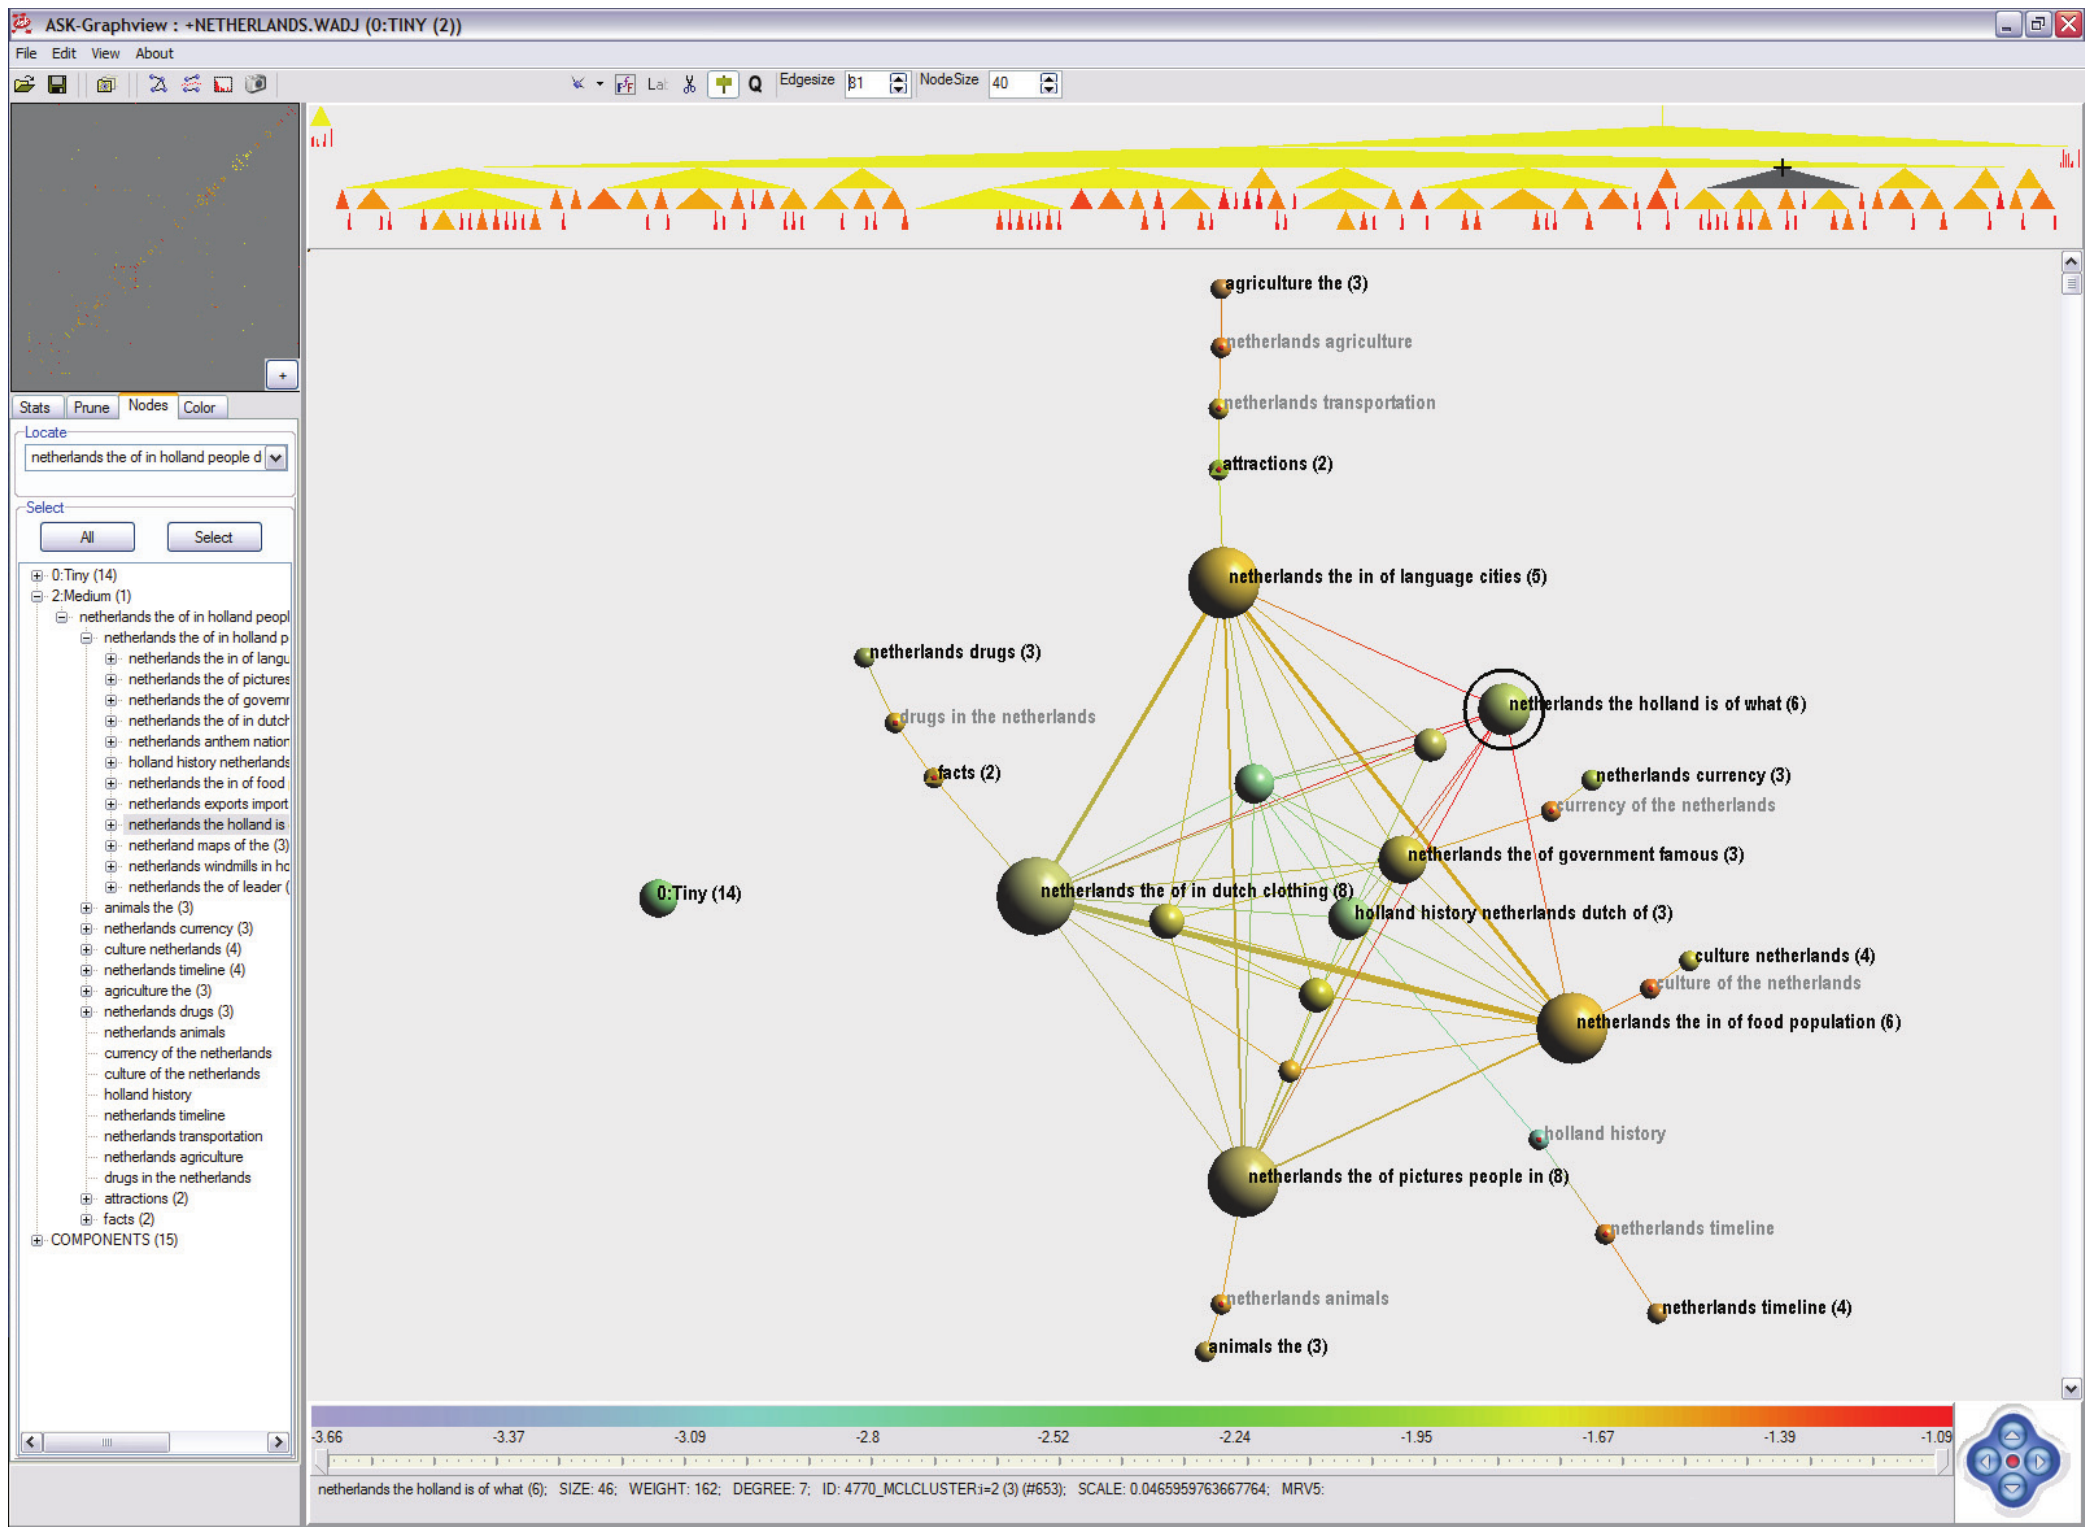 ASK-Graphview : +NETHERLANDS.WADJ (0:TINY (2))
File Edit View About
Q Edgesize 81 NodeSize 40
+
Stats Prune Nodes Color
Locate
netherlands the of in holland people d
Select
All Select
0:Tiny (14)
2:Medium (1)
netherlands the of in holland peopl
netherlands the of in holland p
netherlands the in of langu
netherlands the of pictures
netherlands the of governr
netherlands the of in dutch
netherlands anthem nation
holland history netherlands
netherlands the in of food
netherlands exports import
netherlands the holland is
netherland maps of the (3)
netherlands windmills in ho
netherlands the of leader (
animals the (3)
netherlands currency (3)
culture netherlands (4)
netherlands timeline (4)
agriculture the (3)
netherlands drugs (3)
netherlands animals
currency of the netherlands
culture of the netherlands
holland history
netherlands timeline
netherlands transportation
netherlands agriculture
drugs in the netherlands
attractions (2)
facts (2)
COMPONENTS (15)
agriculture the (3)
netherlands agriculture
netherlands transportation
attractions (2)
netherlands the in of language cities (5)
netherlands drugs (3)
drugs in the netherlands
facts (2)
netherlands the holland is of what (6)
netherlands currency (3)
currency of the netherlands
netherlands the of government famous (3)
0:Tiny (14)
netherlands the of in dutch clothing (8)
holland history netherlands dutch of (3)
culture netherlands (4)
culture of the netherlands
netherlands the in of food population (6)
holland history
netherlands the of pictures people in (8)
netherlands timeline
netherlands animals
netherlands timeline (4)
animals the (3)
-3.66 -3.37 -3.09 -2.8 -2.52 -2.24 -1.95 -1.67 -1.39 -1.09
netherlands the holland is of what (6); SIZE: 46; WEIGHT: 162; DEGREE: 7; ID: 4770_MCLCLUSTER:i=2 (3) (#653); SCALE: 0.0465959763667764; MRV5: